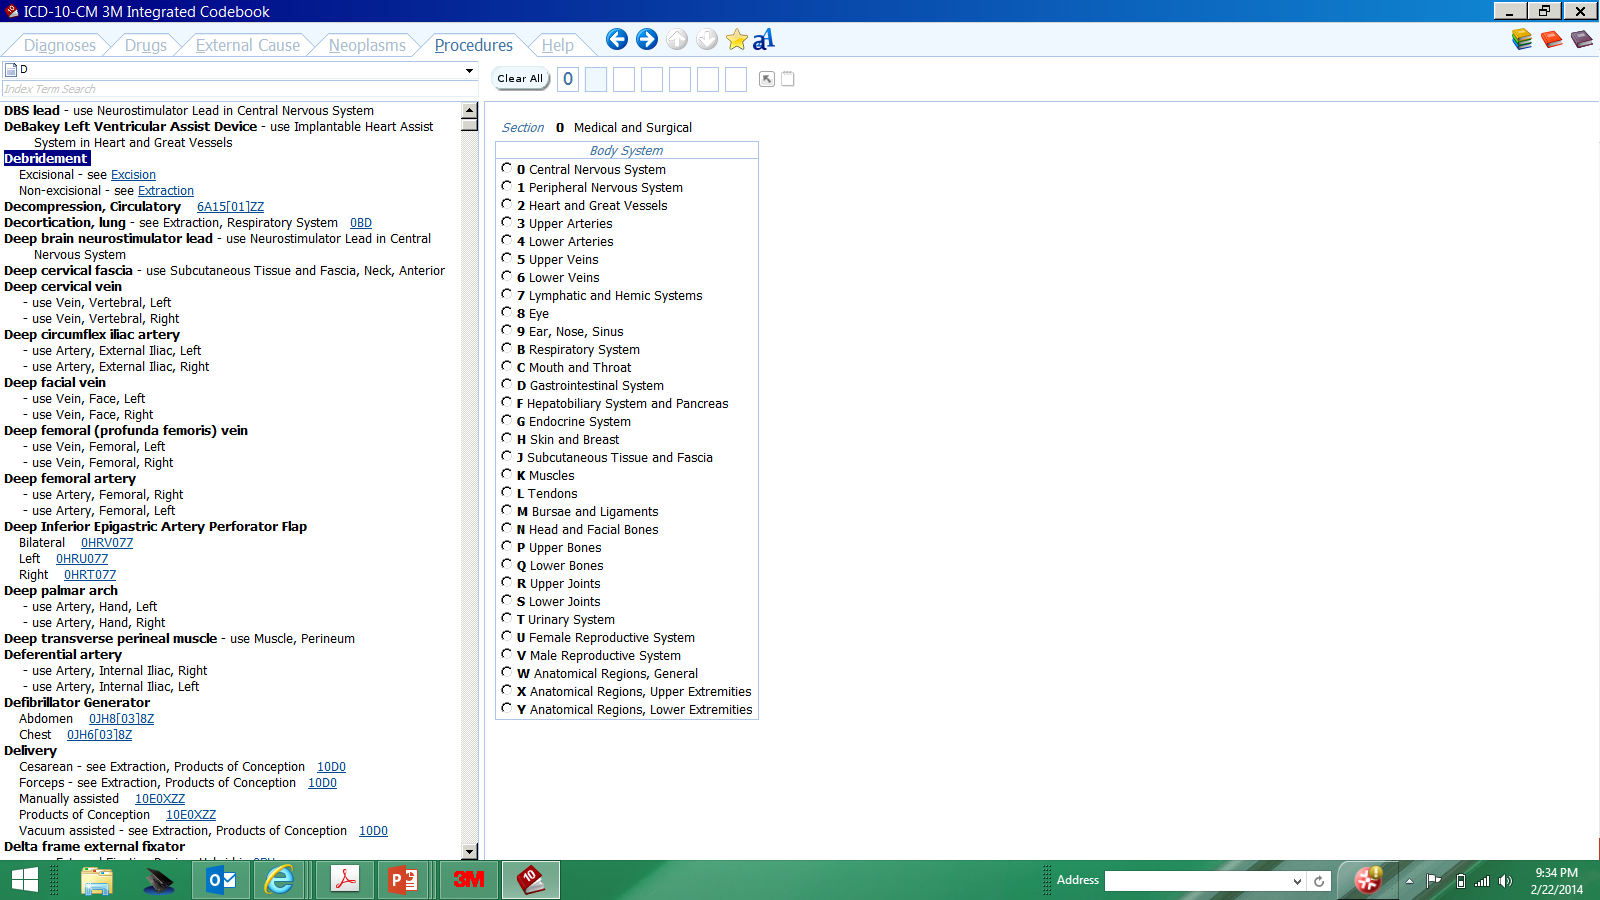 ICD-10-CM 3M Integrated Codebook
Diagnoses
Drugs
External Cause
Neoplasms
Procedures
Help
D
Index Term Search
Clear All
0
DBS lead - use Neurostimulator Lead in Central Nervous System
DeBakey Left Ventricular Assist Device - use Implantable Heart Assist
System in Heart and Great Vessels
Debridement
Excisional - see Excision
Non-excisional - see Extraction
Decompression, Circulatory 6A15[01]ZZ
Decortication, lung - see Extraction, Respiratory System 0BD
Deep brain neurostimulator lead - use Neurostimulator Lead in Central
Nervous System
Deep cervical fascia - use Subcutaneous Tissue and Fascia, Neck, Anterior
Deep cervical vein
- use Vein, Vertebral, Left
- use Vein, Vertebral, Right
Deep circumflex iliac artery
- use Artery, External Iliac, Left
- use Artery, External Iliac, Right
Deep facial vein
- use Vein, Face, Left
- use Vein, Face, Right
Deep femoral (profunda femoris) vein
- use Vein, Femoral, Left
- use Vein, Femoral, Right
Deep femoral artery
- use Artery, Femoral, Right
- use Artery, Femoral, Left
Deep Inferior Epigastric Artery Perforator Flap
Bilateral 0HRV077
Left 0HRU077
Right 0HRT077
Deep palmar arch
- use Artery, Hand, Left
- use Artery, Hand, Right
Deep transverse perineal muscle - use Muscle, Perineum
Deferential artery
- use Artery, Internal Iliac, Right
- use Artery, Internal Iliac, Left
Defibrillator Generator
Abdomen 0JH8[03]8Z
Chest 0JH6[03]8Z
Delivery
Cesarean - see Extraction, Products of Conception 10D0
Forceps - see Extraction, Products of Conception 10D0
Manually assisted 10E0XZZ
Products of Conception 10E0XZZ
Vacuum assisted - see Extraction, Products of Conception 10D0
Delta frame external fixator
Section 0 Medical and Surgical
Body System
0 Central Nervous System
1 Peripheral Nervous System
2 Heart and Great Vessels
3 Upper Arteries
4 Lower Arteries
5 Upper Veins
6 Lower Veins
7 Lymphatic and Hemic Systems
8 Eye
9 Ear, Nose, Sinus
B Respiratory System
C Mouth and Throat
D Gastrointestinal System
F Hepatobiliary System and Pancreas
G Endocrine System
H Skin and Breast
J Subcutaneous Tissue and Fascia
K Muscles
L Tendons
M Bursae and Ligaments
N Head and Facial Bones
P Upper Bones
Q Lower Bones
R Upper Joints
S Lower Joints
T Urinary System
U Female Reproductive System
V Male Reproductive System
W Anatomical Regions, General
X Anatomical Regions, Upper Extremities
Y Anatomical Regions, Lower Extremities
3M
10
Address
9:34 PM
2/22/2014